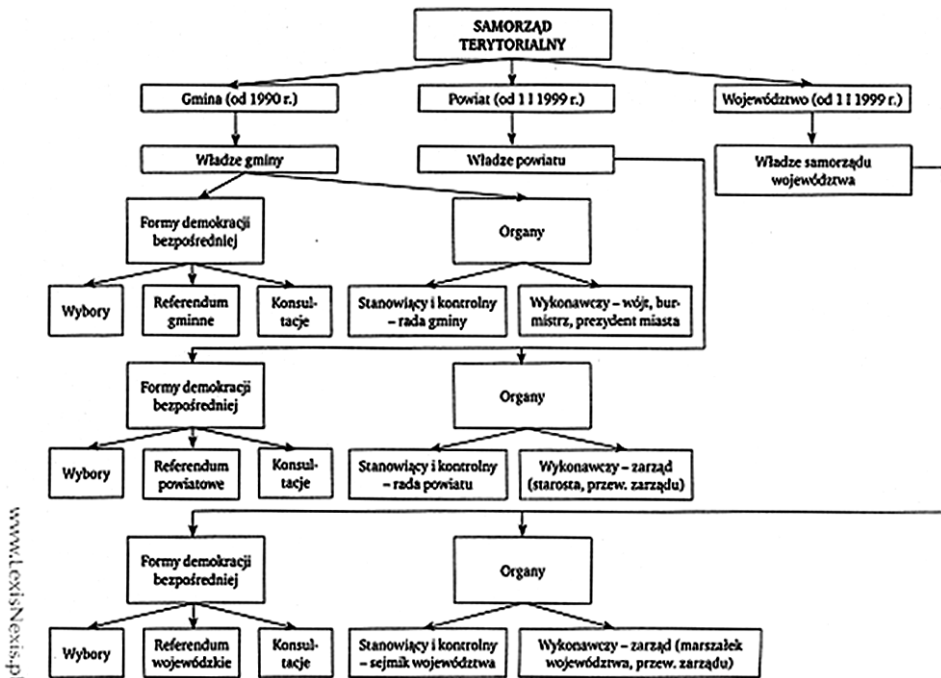 SAMORZĄD
TERYTORIALNY
Gmina (od 1990 r.)
Powiat (od 1 I 1999 r.)
Województwo (od 1 I 1999 r.)
Władze gminy
Władze powiatu
Władze samorządu
województwa
Formy demokracji
bezpośredniej
Organy
Wybory
Referendum
gminne
Konsul-
tacje
Stanowiący i kontrolny
– rada gminy
Wykonawczy – wójt, bur-
mistrz, prezydent miasta
Formy demokracji
bezpośredniej
Organy
Wybory
Referendum
powiatowe
Konsul-
tacje
Stanowiący i kontrolny
– rada powiatu
Wykonawczy – zarząd
(starosta, przew. zarządu)
Formy demokracji
bezpośredniej
Organy
Wybory
Referendum
wojewódzkie
Konsul-
tacje
Stanowiący i kontrolny
– sejmik województwa
Wykonawczy – zarząd (marszałek
województwa, przew. zarządu)
www.LexisNexis.pl